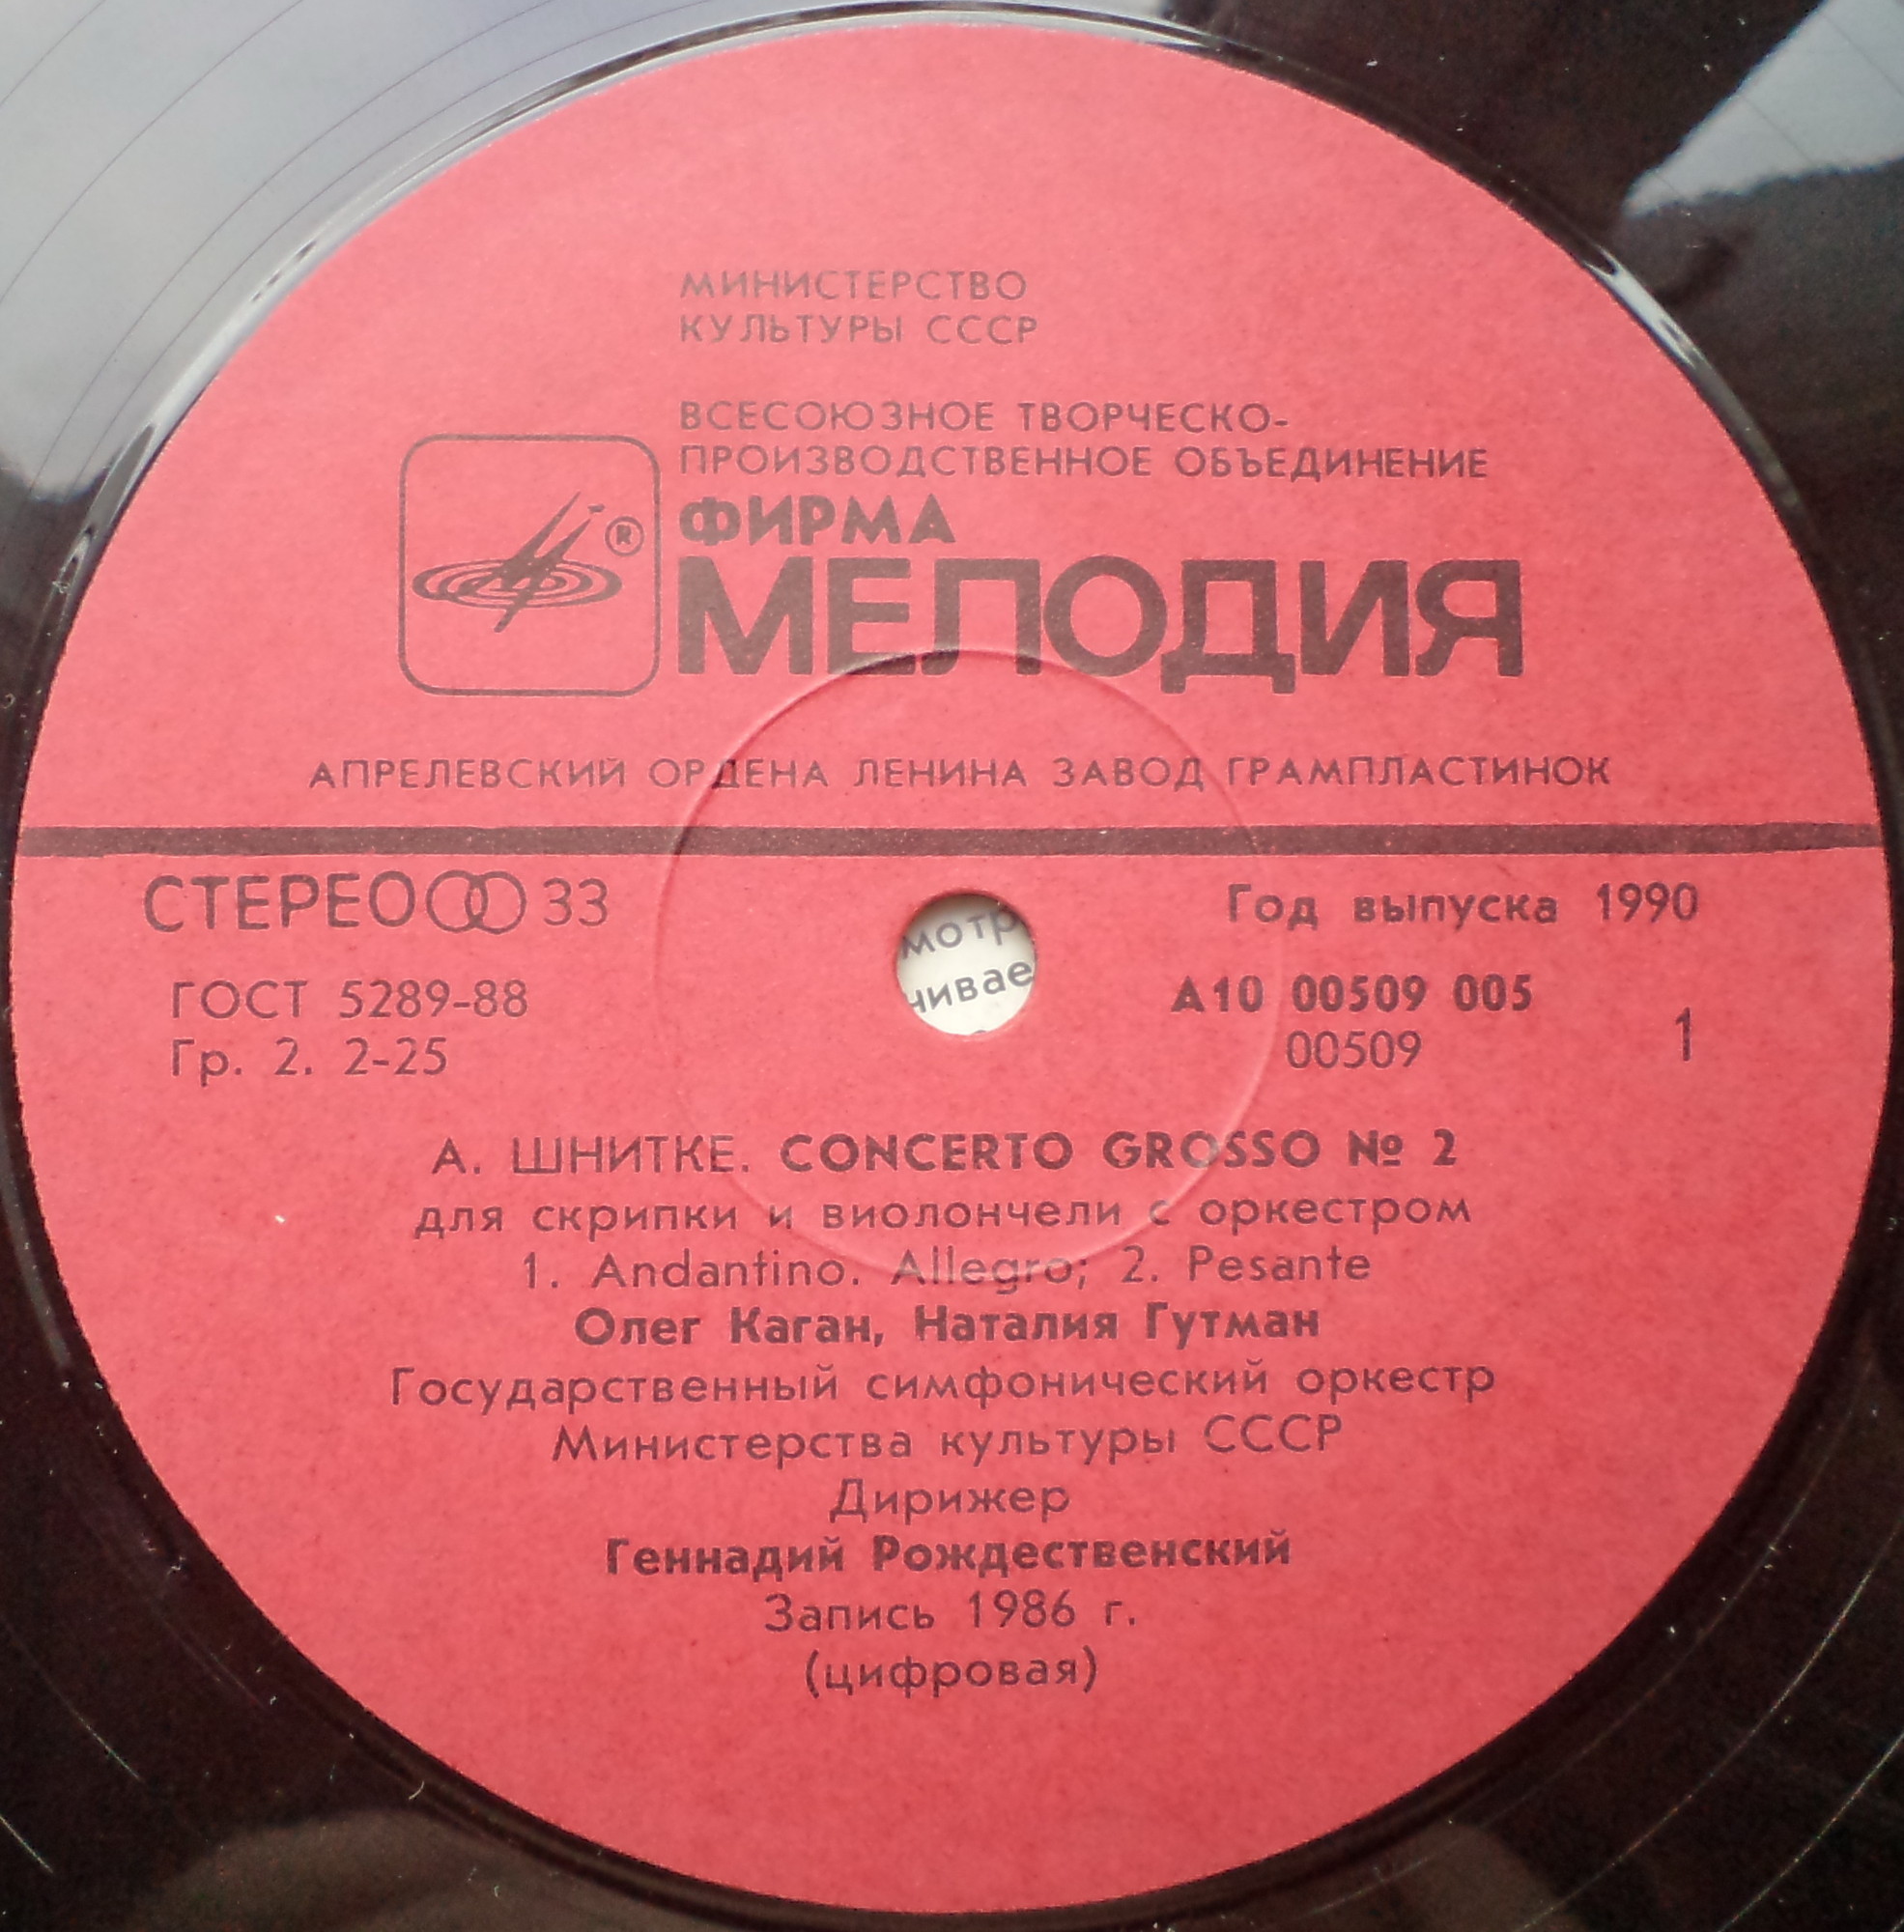 МИНИСТЕРСТВО
КУЛЬТУРЫ СССР
ВСЕСОЮЗНОЕ ТВОРЧЕСКО-
ПРОИЗВОДСТВЕННОЕ ОБЪЕДИНЕНИЕ
ФИРМА
®
МЕЛОДИЯ
АПРЕЛЕВСКИЙ ОРДЕНА ЛЕНИНА ЗАВОД ГРАМПЛАСТИНОК
СТЕРЕО 33
Год выпуска 1990
ГОСТ 5289-88
А10 00509 005
Гр. 2. 2-25
00509
1
А. ШНИТКЕ. CONCERTO GROSSO № 2
для скрипки и виолончели с оркестром
1. Andantino. Allegro; 2. Pesante
Олег Каган, Наталия Гутман
Государственный симфонический оркестр
Министерства культуры СССР
Дирижер
Геннадий Рождественский
Запись 1986 г.
(цифровая)